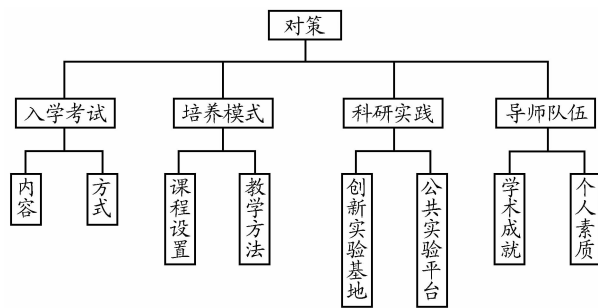 对策
入学考试
培养模式
科研实践
导师队伍
内容
方式
课程设置
教学方法
创新实验基地
公共实验平台
学术成就
个人素质